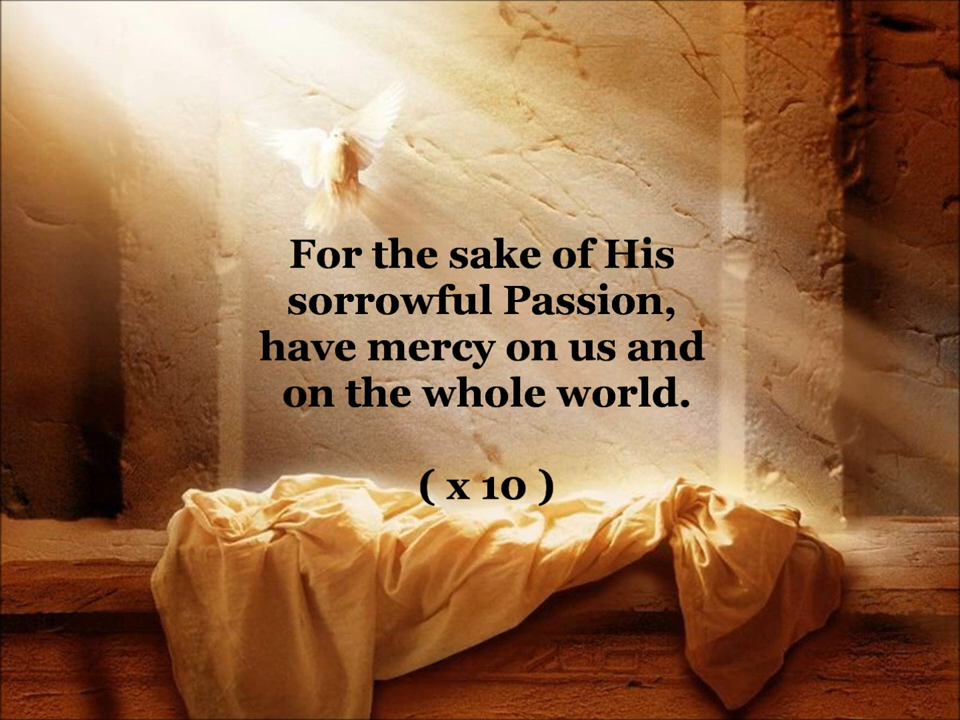 For the sake of His
sorrowful Passion,
have mercy on us and
on the whole world.
( x 10 )